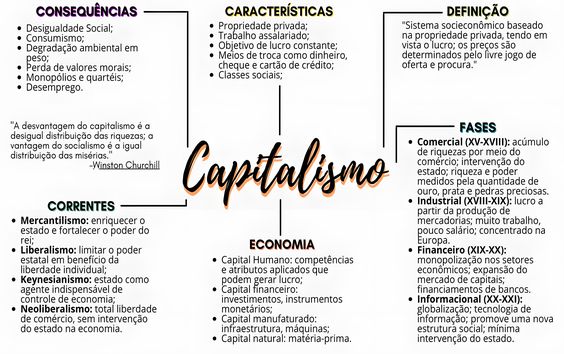 CONSEQUÊNCIAS
• Desigualdade Social;
• Consumismo;
• Degradação ambiental em
peso;
• Perda de valores morais;
• Monopólios e quartéis;
• Desemprego.
CARACTERÍSTICAS
• Propriedade privada;
• Trabalho assalariado;
• Objetivo de lucro constante;
• Meios de troca como dinheiro,
cheque e cartão de crédito;
• Classes sociais;
DEFINIÇÃO
"Sistema socieconômico baseado
na propriedade privada, tendo em
vista o lucro; os preços são
determinados pelo livre jogo de
oferta e procura."
"A desvantagem do capitalismo é a
desigual distribuição das riquezas; a
vantagem do socialismo é a igual
distribuição das misérias."
-Winston Churchill
Capitalismo
FASES
• Comercial (XV-XVIII): acúmulo
de riquezas por meio do
comércio; intervenção do
estado; riqueza e poder
medidos pela quantidade de
ouro, prata e pedras preciosas.
• Industrial (XVIII-XIX): lucro a
partir da produção de
mercadorias; muito trabalho,
pouco salário; concentrado na
Europa.
• Financeiro (XIX-XX):
monopolização nos setores
econômicos; expansão do
mercado de capitais;
financiamentos de bancos.
• Informacional (XX-XXI):
globalização; tecnologia de
informação; promove uma nova
estrutura social; mínima
intervenção do estado.
CORRENTES
• Mercantilismo: enriquecer o
estado e fortalecer o poder do
rei;
• Liberalismo: limitar o poder
estatal em benefício da
liberdade individual;
• Keynesianismo: estado como
agente indispensável de
controle de economia;
• Neoliberalismo: total liberdade
de comércio, sem intervenção
do estado na economia.
ECONOMIA
• Capital Humano: competências
e atributos aplicados que
podem gerar lucro;
• Capital financeiro:
investimentos, instrumentos
monetários;
• Capital manufaturado:
infraestrutura, máquinas;
• Capital natural: matéria-prima.